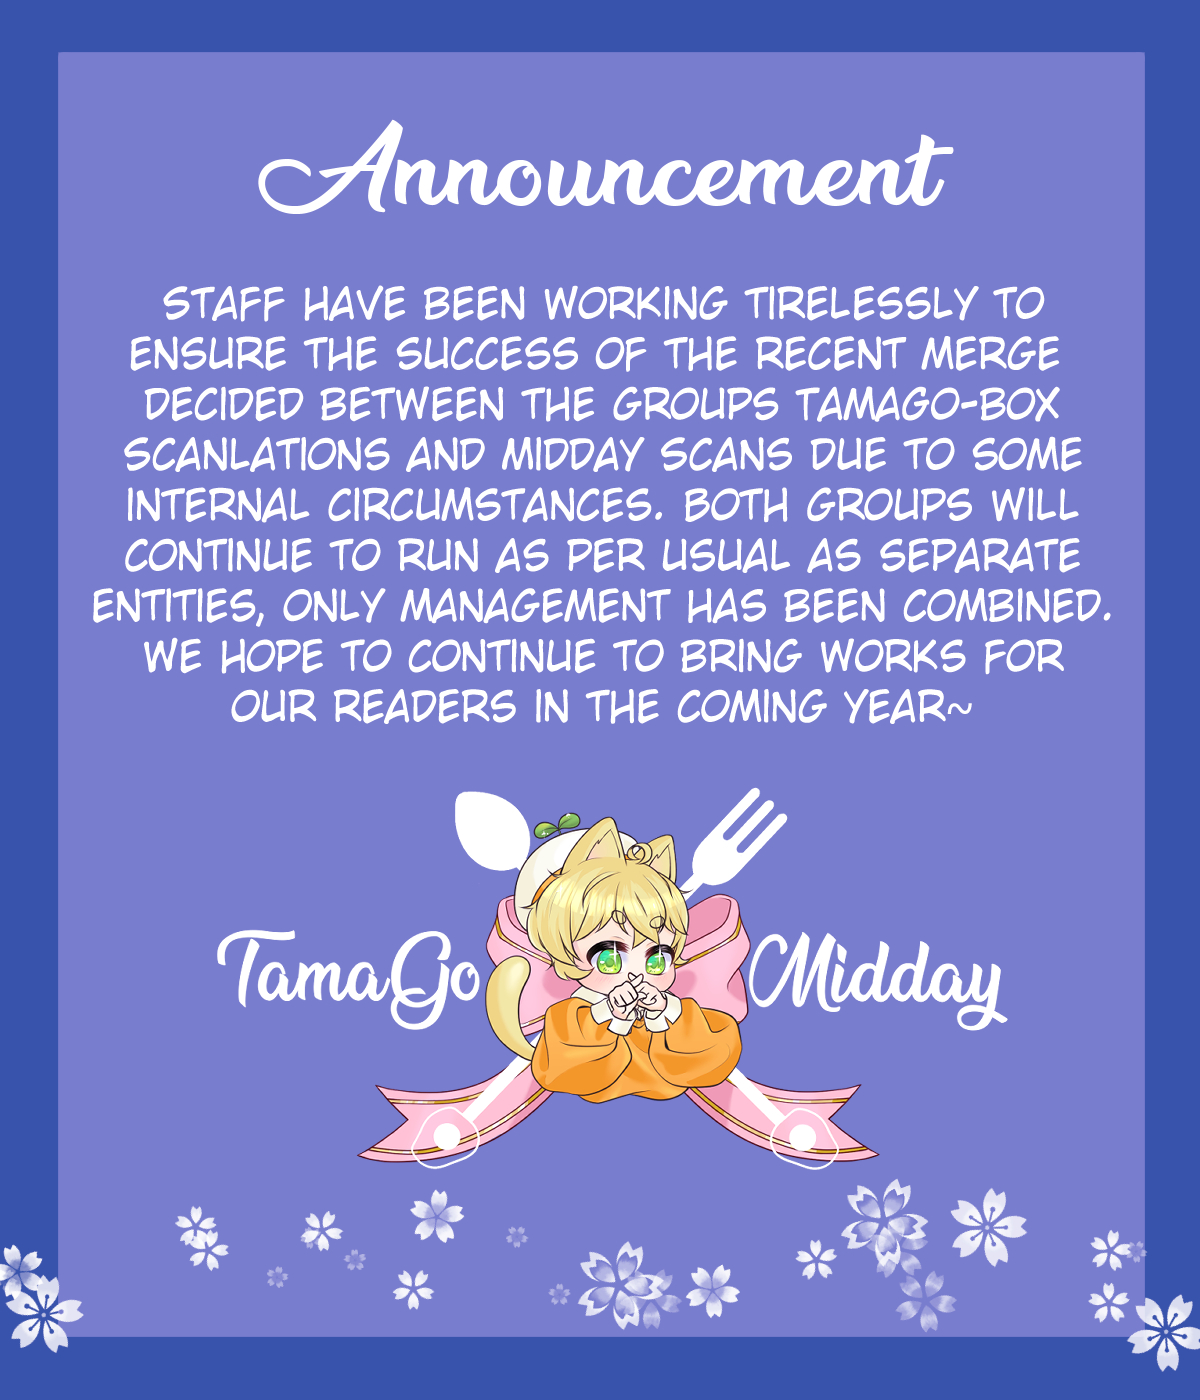 Announcement
STAFF HAVE BEEN WORKING TIRELESSLY TO
ENSURE THE SUCCESS OF THE RECENT MERGE
DECIDED BETWEEN THE GROUPS TAMAGO-BOX
SCANLATIONS AND MIDDAY SCANS DUE TO SOME
INTERNAL CIRCUMSTANCES. BOTH GROUPS WILL
CONTINUE TO RUN AS PER USUAL AS SEPARATE
ENTITIES, ONLY MANAGEMENT HAS BEEN COMBINED.
WE HOPE TO CONTINUE TO BRING WORKS FOR
OUR READERS IN THE COMING YEAR~
TamaGo Midday